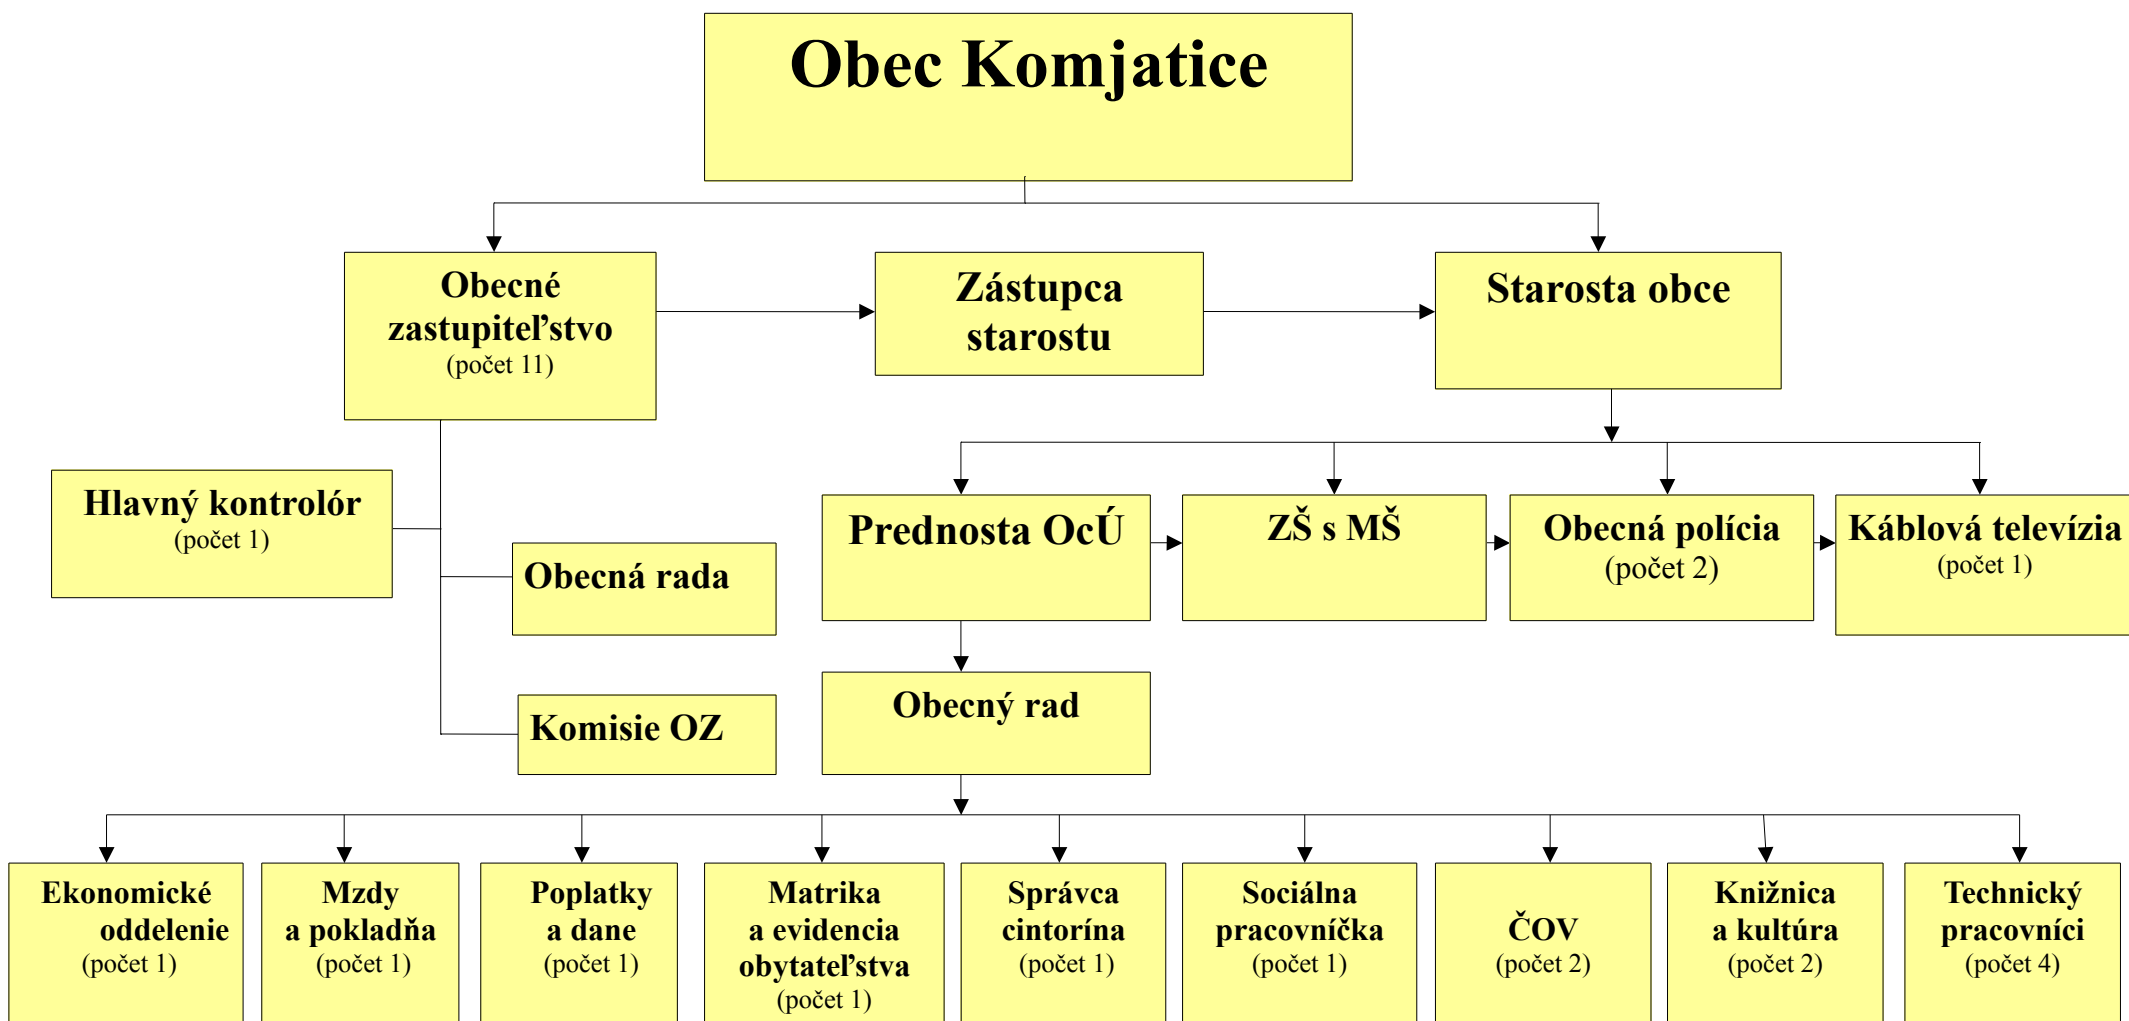 Obec Komjatice
Obecné
zastupiteľstvo
(počet 11)
Zástupca
starostu
Starosta obce
Hlavný kontrolór
(počet 1)
Obecná rada
Komisie OZ
Prednosta OcÚ
ZŠ s MŠ
Obecná polícia
(počet 2)
Káblová televízia
(počet 1)
Obecný rad
Ekonomické
oddelenie
(počet 1)
Mzdy
a pokladňa
(počet 1)
Poplatky
a dane
(počet 1)
Matrika
a evidencia
obytateľstva
(počet 1)
Správca
cintorína
(počet 1)
Sociálna
pracovníčka
(počet 1)
ČOV
(počet 2)
Knižnica
a kultúra
(počet 2)
Technický
pracovníci
(počet 4)